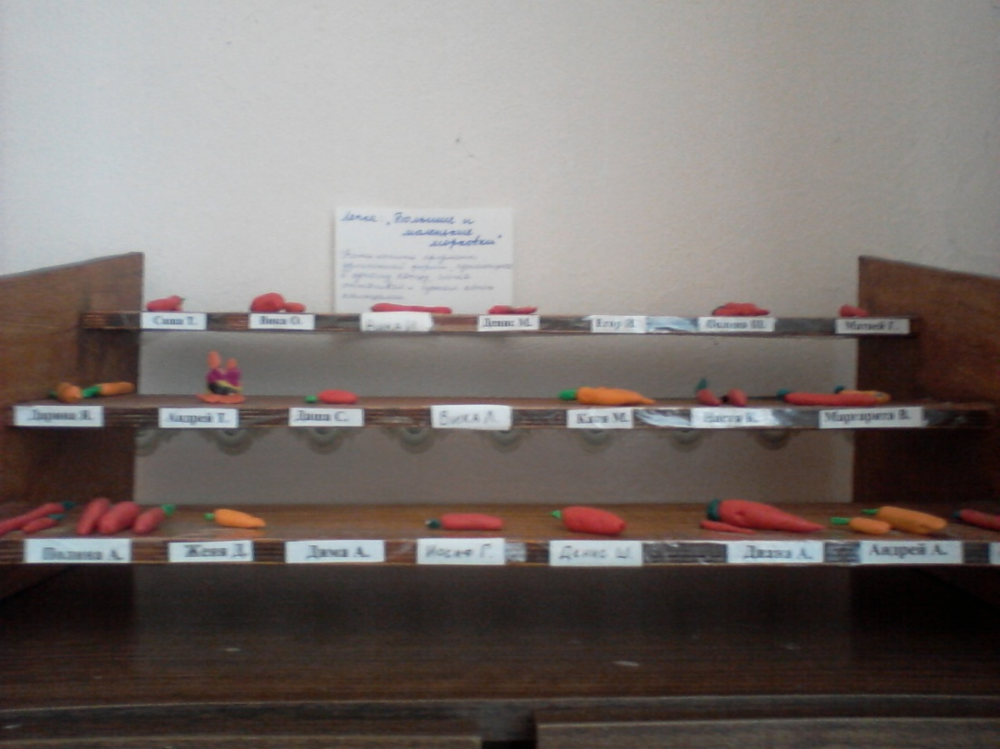 Лепка: „Большие и
маленькие
морковки"
Саша Т.
Вика О.
Вика И.
Денис М.
Егор И.
Полина Ш.
Матвей Г.
Дарина Я.
Андрей Т.
Даша С.
Вика Л.
Катя М.
Настя К.
Маргарита В.
Полина А.
Женя Д.
Дима А.
Иосиф Г.
Денис Ш.
Диана А.
Андрей А.